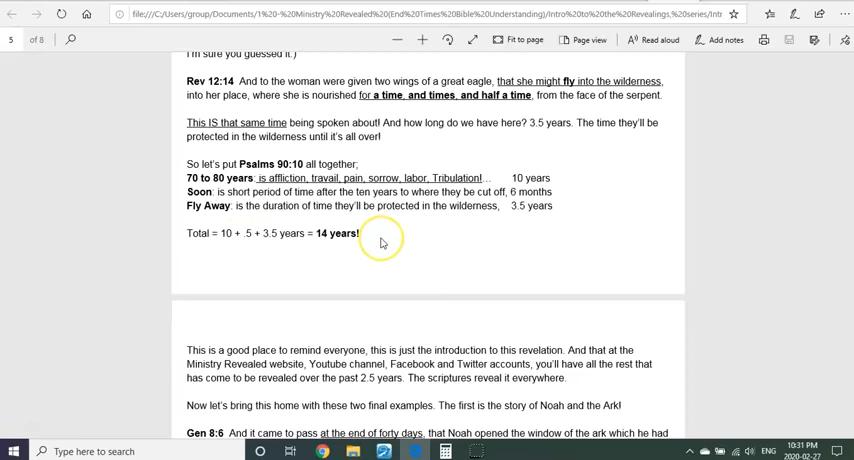 file:///C:/Users/group/Documents/1%20-%20Ministry%20Revealed%20(End%20Times%20Bible%20Understanding)/Intro%20to%20the%20Revealings,%20series/Intr
5 of 8
Fit to page
Page view
Read aloud
Add notes
I'm sure you guessed it.)
Rev 12:14 And to the woman were given two wings of a great eagle, that she might fly into the wilderness,
into her place, where she is nourished for a time, and times, and half a time, from the face of the serpent.
This IS that same time being spoken about! And how long do we have here? 3.5 years. The time they'll be
protected in the wilderness until it's all over!
So let's put Psalms 90:10 all together;
70 to 80 years: is affliction, travail, pain, sorrow, labor, Tribulation!... 10 years
Soon: is short period of time after the ten years to where they be cut off, 6 months
Fly Away: is the duration of time they'll be protected in the wilderness, 3.5 years
Total = 10 + .5 + 3.5 years = 14 years!
This is a good place to remind everyone, this is just the introduction to this revelation. And that at the
Ministry Revealed website, Youtube channel, Facebook and Twitter accounts, you'll have all the rest that
has come to be revealed over the past 2.5 years. The scriptures reveal it everywhere.
Now let's bring this home with these two final examples. The first is the story of Noah and the Ark!
Gen 8:6 And it came to pass at the end of forty days, that Noah opened the window of the ark which he had
Type here to search
ENG
10:31 PM
2020-02-27